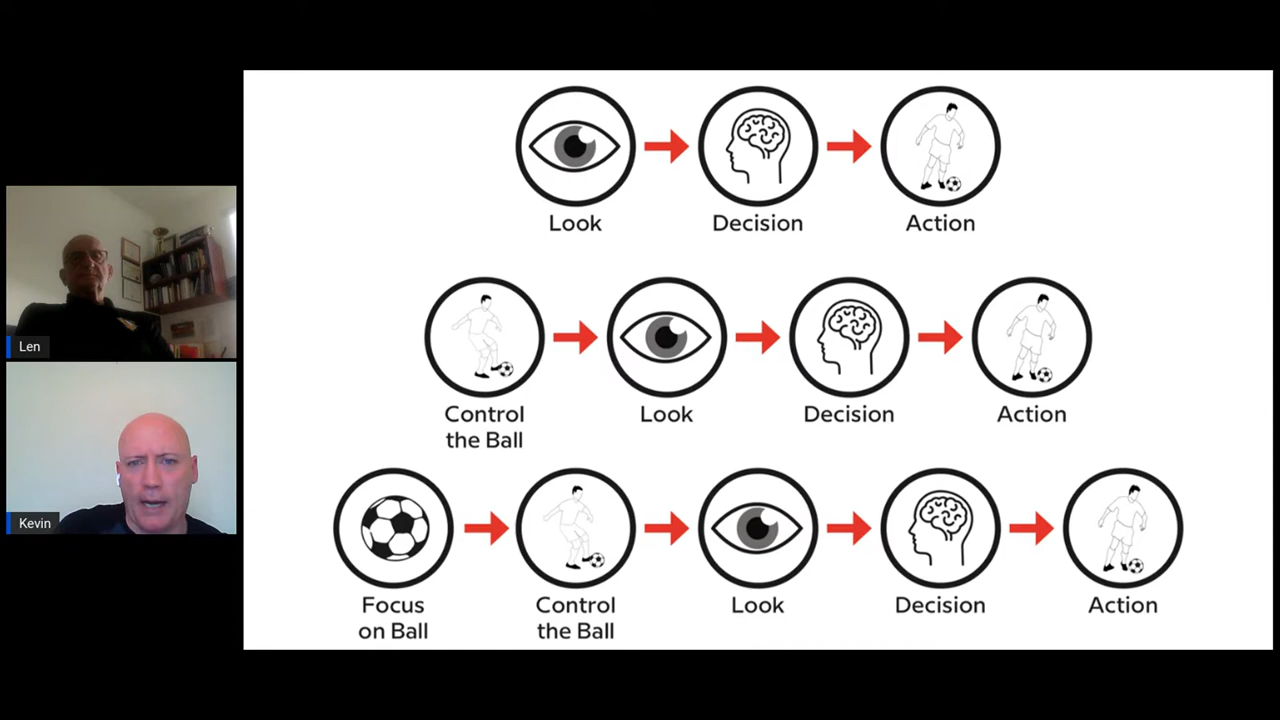 Look
Decision
Action
Control
the Ball
Look
Decision
Action
Focus
on Ball
Control
the Ball
Look
Decision
Action
Len
Kevin